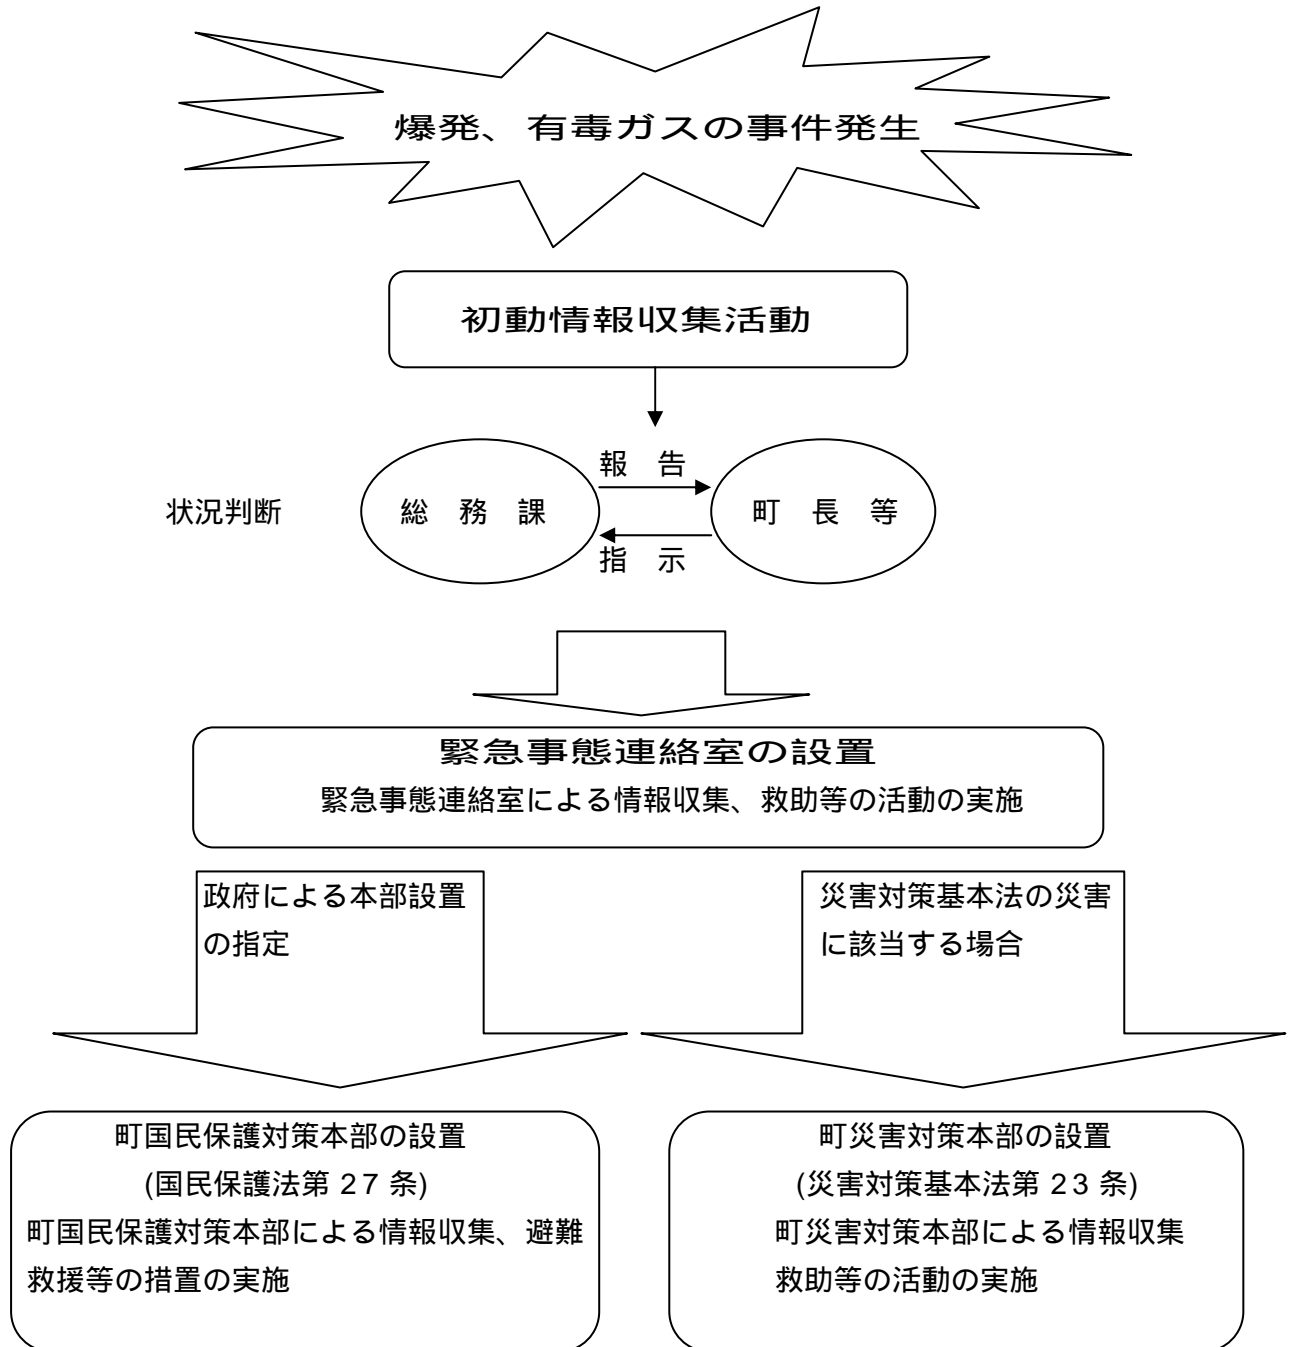 爆発、有毒ガスの事件発生
初動情報収集活動
報 告
状況判断
総 務 課
町 長 等
指 示
緊急事態連絡室の設置
緊急事態連絡室による情報収集、救助等の活動の実施
政府による本部設置
の指定
災害対策基本法の災害
に該当する場合
町国民保護対策本部の設置
(国民保護法第 27 条)
町国民保護対策本部による情報収集、避難
救援等の措置の実施
町災害対策本部の設置
(災害対策基本法第 23 条)
町災害対策本部による情報収集
救助等の活動の実施